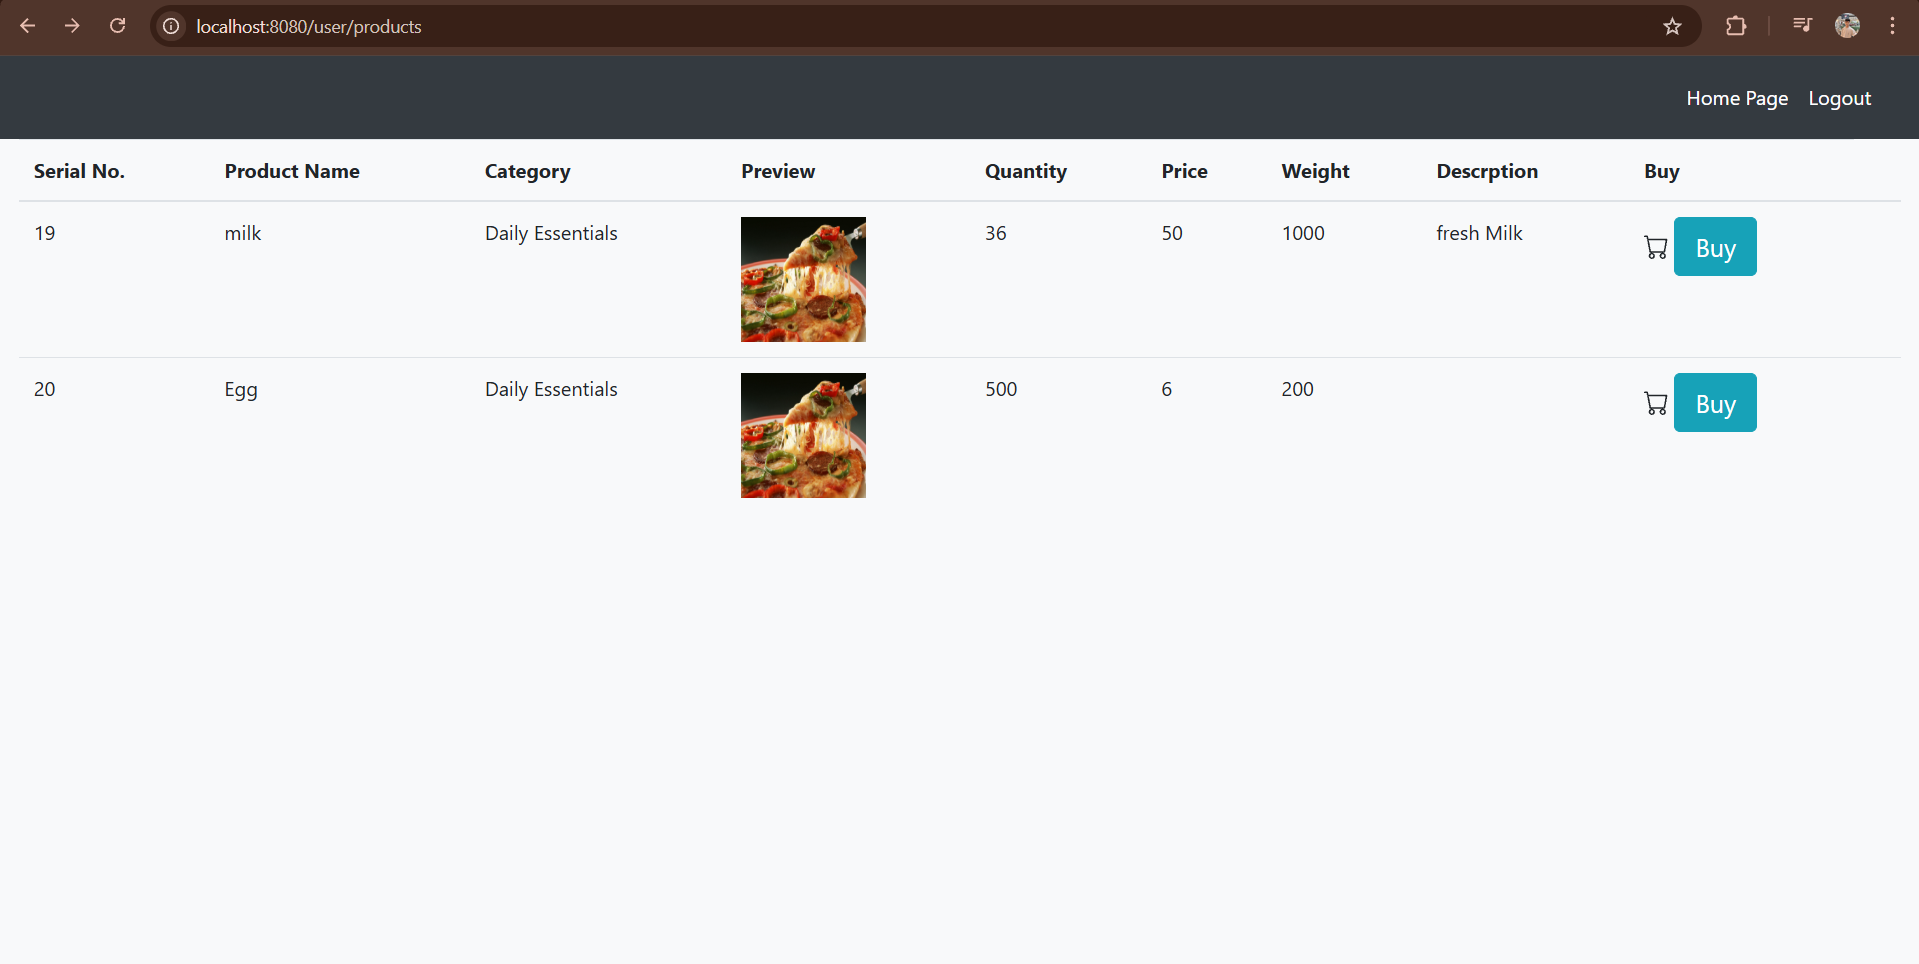 localhost:8080/user/products
Home Page Logout
Serial No. Product Name Category Preview Quantity Price Weight Descrption Buy
19 milk Daily Essentials 36 50 1000 fresh Milk Buy
20 Egg Daily Essentials 500 6 200 Buy